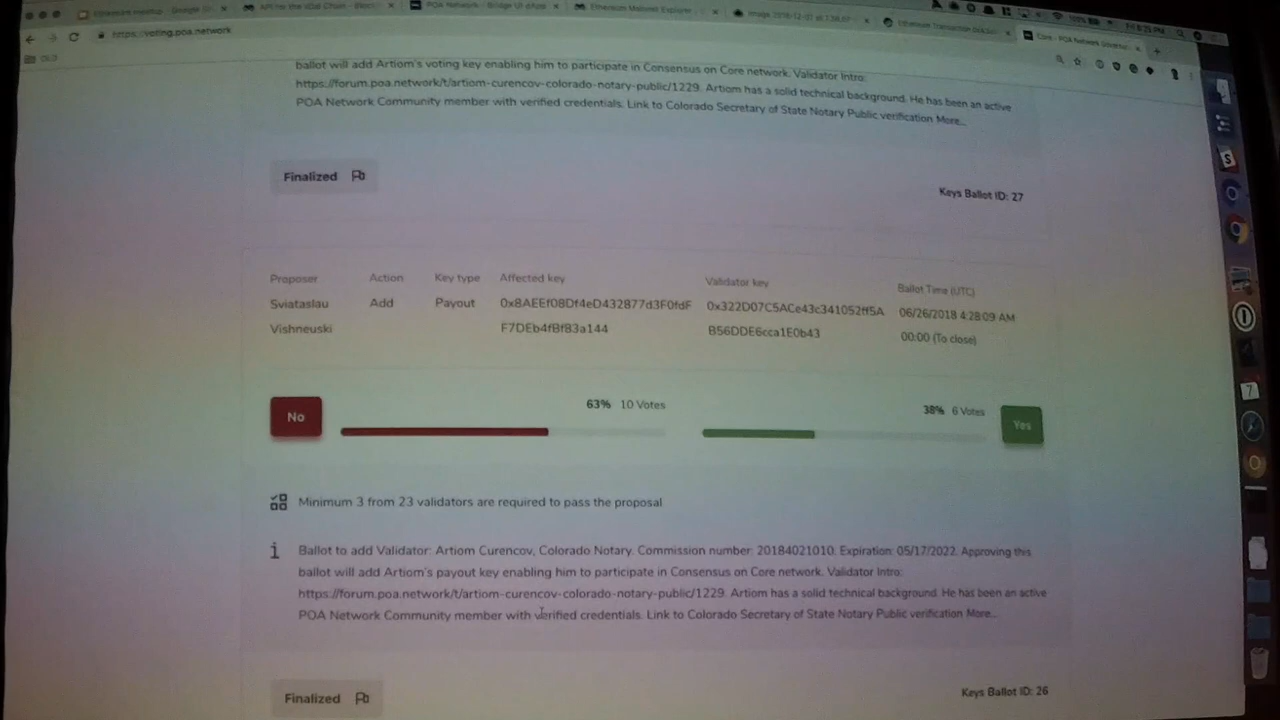 https://voting.poa.network
ballot will add Artiom's voting key enabling him to participate in Consensus on Core network. Validator Intro:
https://forum.poa.network/t/artiom-curencov-colorado-notary-public/1229. Artiom has a solid technical background. He has been an active
POA Network Community member with verified credentials. Link to Colorado Secretary of State Notary Public verification More...
Finalized
Keys Ballot ID: 27
Proposer Action Key type Affected key Validator key Ballot Time (UTC)
Sviataslau Add Payout 0x8AEEf08Df4eD432877d3F0fdF 0x322D07C5ACe43c341052ff5A 06/26/2018 4:28:09 AM
Vishneuski F7DEb4fBf83a144 B56DDE6cca1E0b43 00:00 (To close)
No 63% 10 Votes 38% 6 Votes Yes
Minimum 3 from 23 validators are required to pass the proposal
Ballot to add Validator: Artiom Curencov, Colorado Notary. Commission number: 20184021010. Expiration: 05/17/2022. Approving this
ballot will add Artiom's payout key enabling him to participate in Consensus on Core network. Validator Intro:
https://forum.poa.network/t/artiom-curencov-colorado-notary-public/1229. Artiom has a solid technical background. He has been an active
POA Network Community member with verified credentials. Link to Colorado Secretary of State Notary Public verification More...
Finalized
Keys Ballot ID: 26